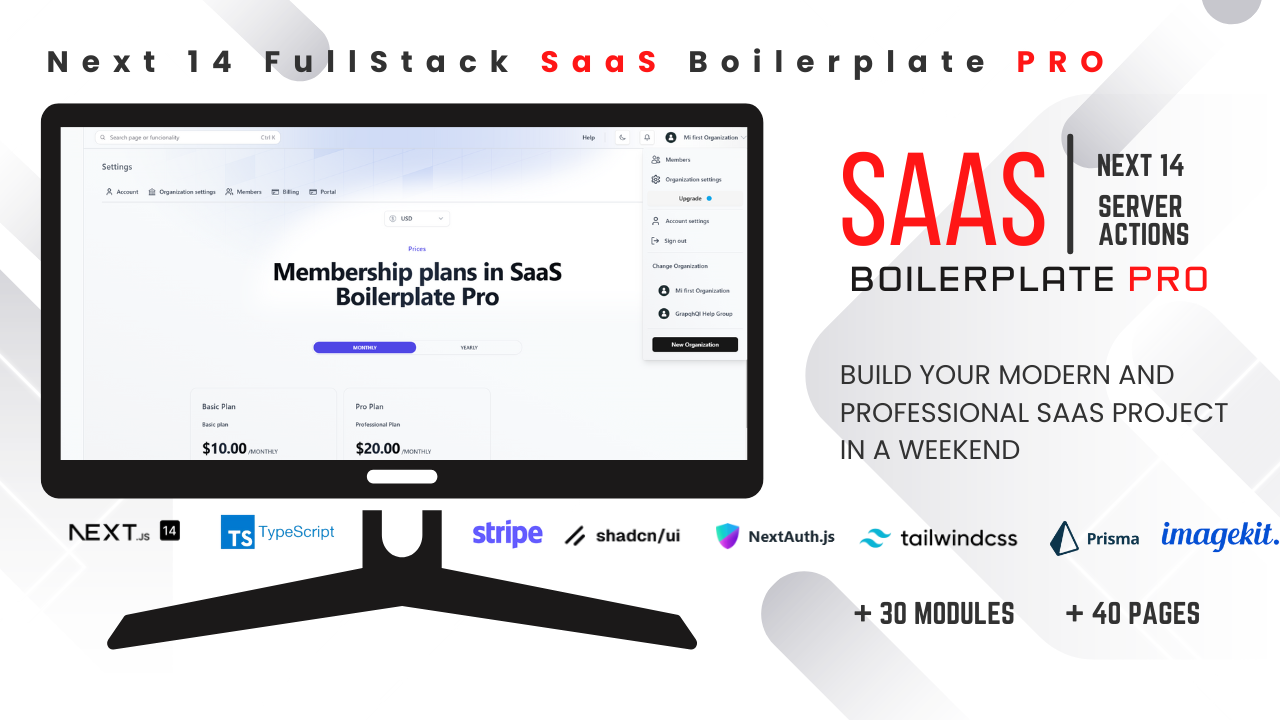 Next 14 FullStack SaaS Boilerplate PRO
Search page or funcionality Ctrl K
Help
Mi first Organization
Settings
Account Organization settings Members Billing Portal
USD
Prices
Membership plans in SaaS
Boilerplate Pro
MONTHLY YEARLY
Basic Plan
Basic plan
$10.00 /MONTHLY
Pro Plan
Professional Plan
$20.00 /MONTHLY
Members
Organization settings
Upgrade
Account settings
Sign out
Change Organization
Mi first Organization
GrapqhQl Help Group
New Organization
SAAS
NEXT 14
SERVER
ACTIONS
BOILERPLATE PRO
BUILD YOUR MODERN AND
PROFESSIONAL SAAS PROJECT
IN A WEEKEND
NEXT.JS 14
TS TypeScript
stripe
shadcn/ui
NextAuth.js
tailwindcss
Prisma
imagekit.
+ 30 MODULES + 40 PAGES